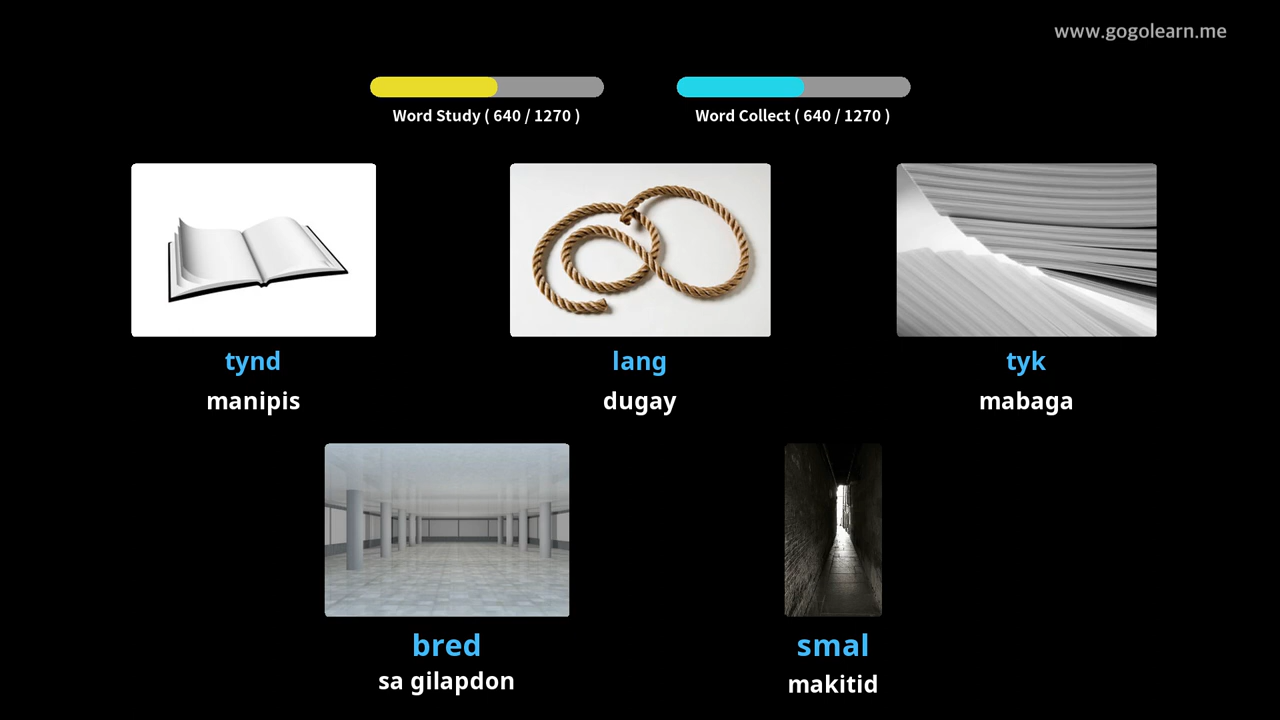 www.gogolearn.me
Word Study ( 640 / 1270 )
Word Collect ( 640 / 1270 )
tynd
lang
tyk
manipis
dugay
mabaga
bred
smal
sa gilapdon
makitid